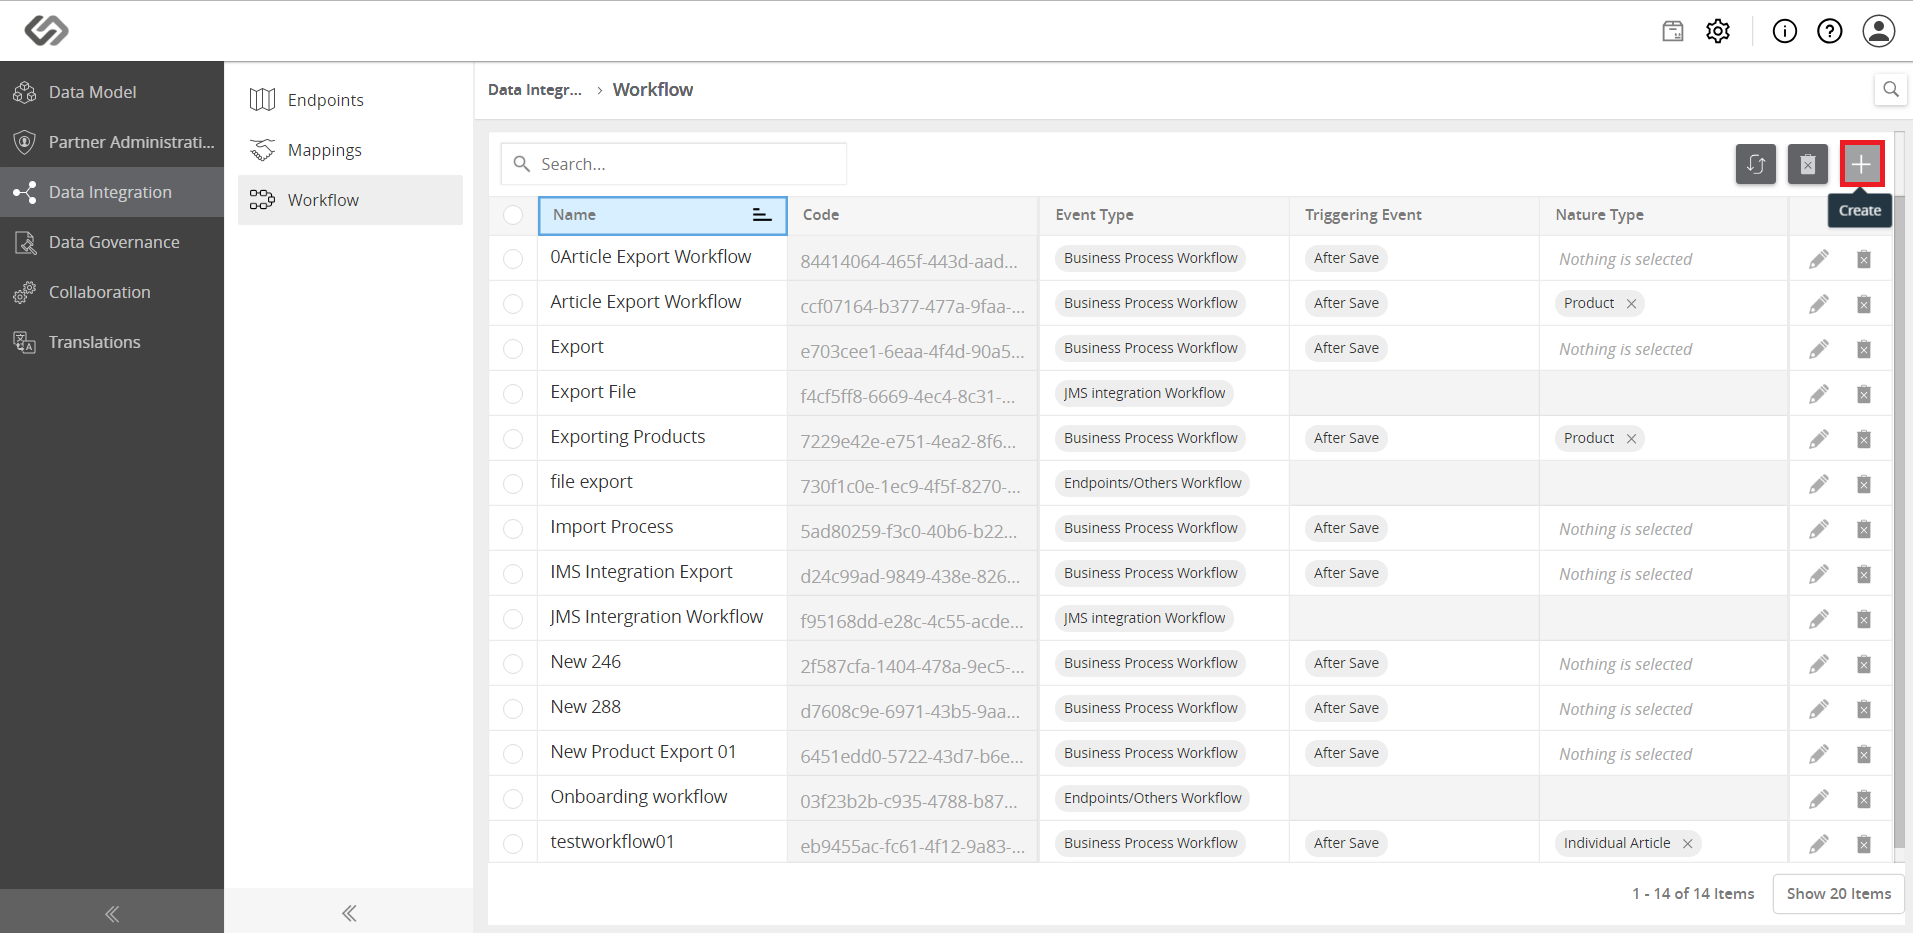 Data Model
Partner Administrati...
Data Integration
Data Governance
Collaboration
Translations
Endpoints
Mappings
Workflow
Data Integr... › Workflow
Search...
Create
Name Code Event Type Triggering Event Nature Type
0Article Export Workflow 84414064-465f-443d-aad... Business Process Workflow After Save Nothing is selected
Article Export Workflow ccf07164-b377-477a-9faa-... Business Process Workflow After Save Product
Export e703cee1-6eaa-4f4d-90a5... Business Process Workflow After Save Nothing is selected
Export File f4cf5ff8-6669-4ec4-8c31-... JMS integration Workflow
Exporting Products 7229e42e-e751-4ea2-8f6... Business Process Workflow After Save Product
file export 730f1c0e-1ec9-4f5f-8270-... Endpoints/Others Workflow
Import Process 5ad80259-f3c0-40b6-b22... Business Process Workflow After Save Nothing is selected
IMS Integration Export d24c99ad-9849-438e-826... Business Process Workflow After Save Nothing is selected
JMS Intergration Workflow f95168dd-e28c-4c55-acde... JMS integration Workflow
New 246 2f587cfa-1404-478a-9ec5-... Business Process Workflow After Save Nothing is selected
New 288 d7608c9e-6971-43b5-9aa... Business Process Workflow After Save Nothing is selected
New Product Export 01 6451edd0-5722-43d7-b6e... Business Process Workflow After Save Nothing is selected
Onboarding workflow 03f23b2b-c935-4788-b87... Endpoints/Others Workflow
testworkflow01 eb9455ac-fc61-4f12-9a83-... Business Process Workflow After Save Individual Article
1 - 14 of 14 Items Show 20 Items